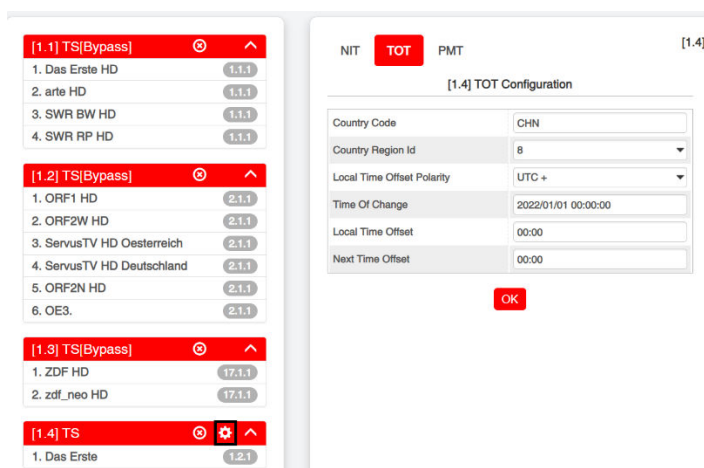 [1.1] TS[Bypass]
1. Das Erste HD 1.1.1
2. arte HD 1.1.1
3. SWR BW HD 1.1.1
4. SWR RP HD 1.1.1
[1.2] TS[Bypass]
1. ORF1 HD 2.1.1
2. ORF2W HD 2.1.1
3. ServusTV HD Oesterreich 2.1.1
4. ServusTV HD Deutschland 2.1.1
5. ORF2N HD 2.1.1
6. OE3. 2.1.1
[1.3] TS[Bypass]
1. ZDF HD 17.1.1
2. zdf_neo HD 17.1.1
[1.4] TS
1. Das Erste 1.2.1
NIT TOT PMT [1.4]
[1.4] TOT Configuration
Country Code CHN
Country Region Id 8
Local Time Offset Polarity UTC +
Time Of Change 2022/01/01 00:00:00
Local Time Offset 00:00
Next Time Offset 00:00
OK